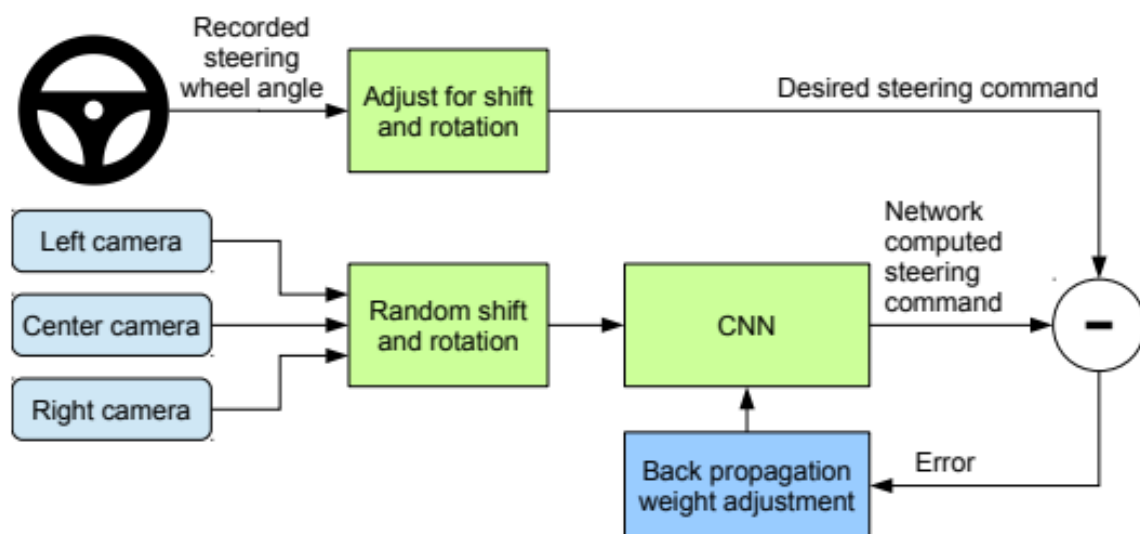 Recorded
steering
wheel angle
Adjust for shift
and rotation
Desired steering command
Left camera
Center camera
Right camera
Random shift
and rotation
CNN
Network
computed
steering
command
-
Back propagation
weight adjustment
Error